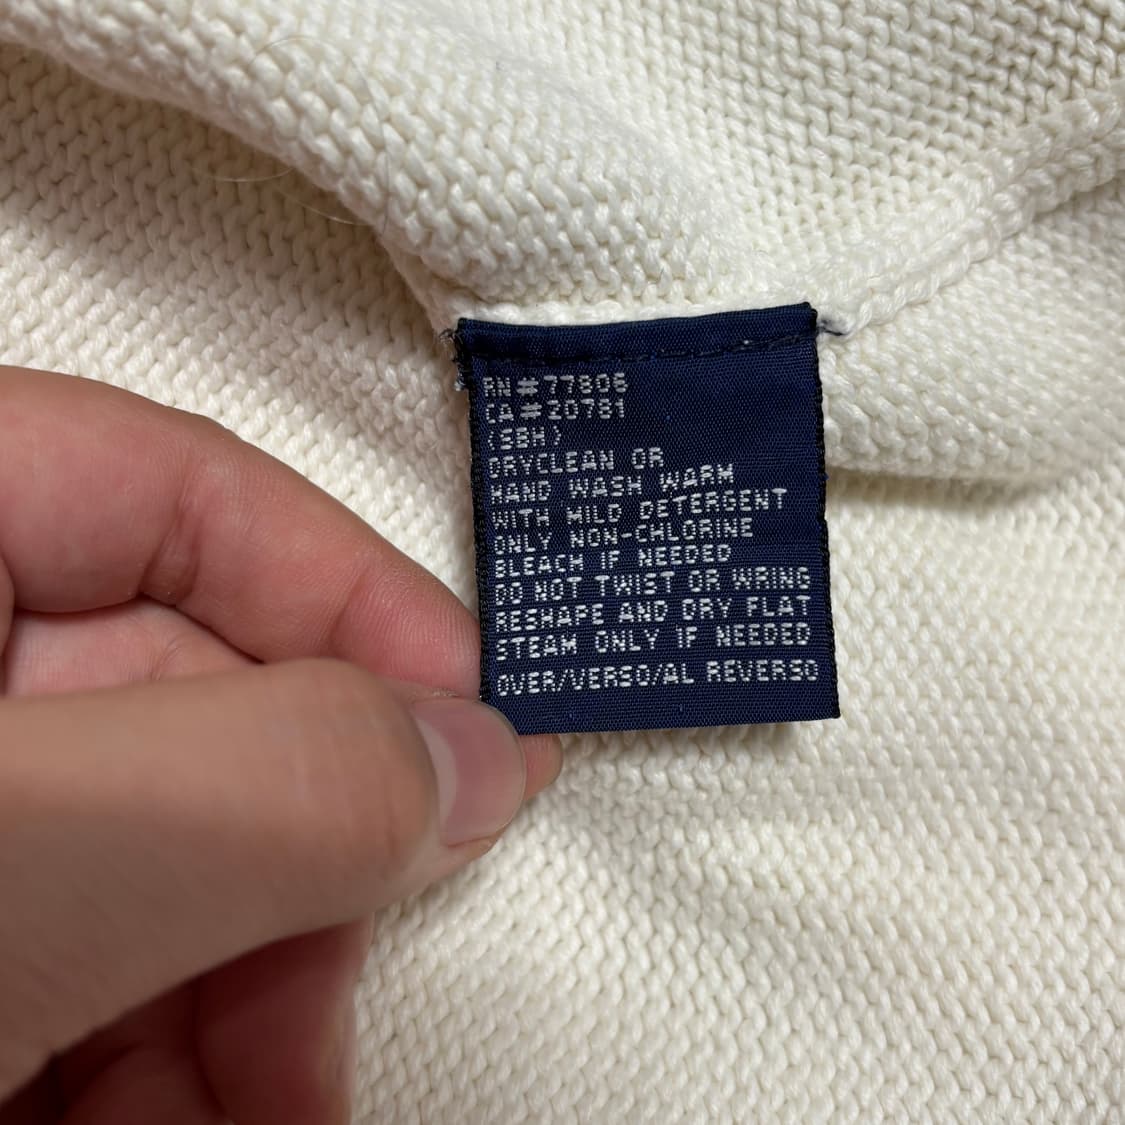 RN#77806
CA#20781
(SBH)
DRYCLEAN OR
HAND WASH WARM
WITH MILD DETERGENT
ONLY NON-CHLORINE
BLEACH IF NEEDED
DO NOT TWIST OR WRING
RESHAPE AND DRY FLAT
STEAM ONLY IF NEEDED
OVER/VERSO/AL REVERSO